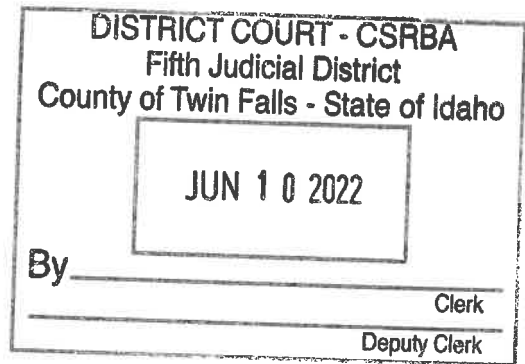 DISTRICT COURT - CSRBA
Fifth Judicial District
County of Twin Falls - State of Idaho
JUN 10 2022
By
Clerk
Deputy Clerk